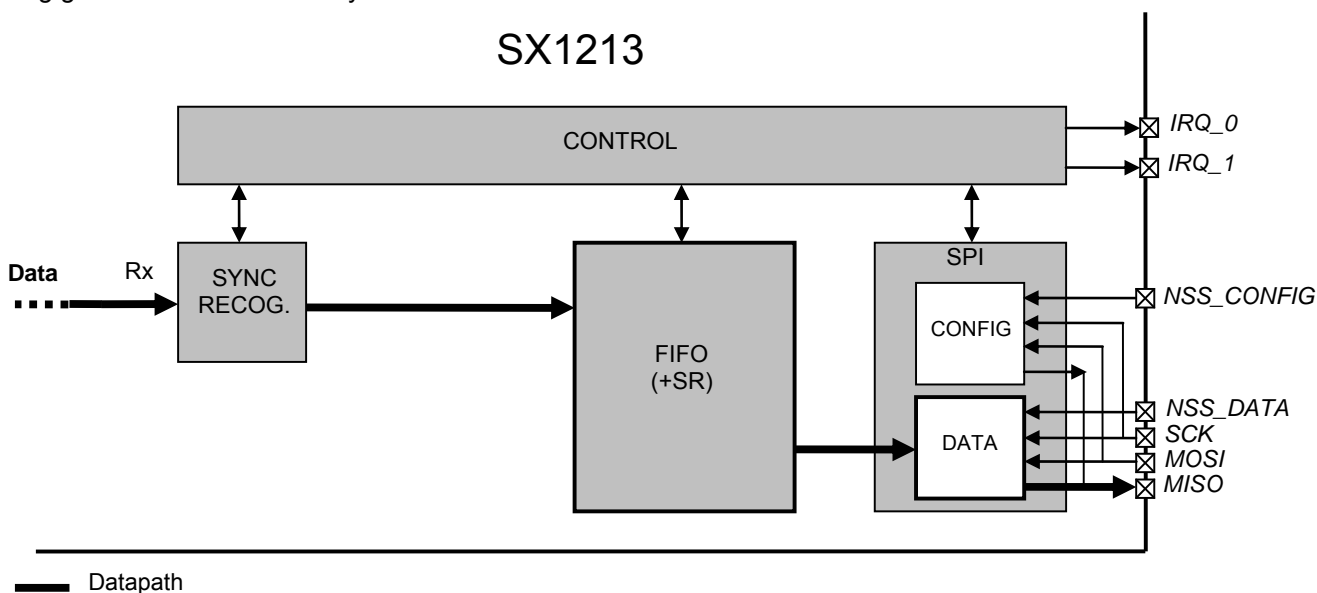 SX1213
CONTROL
IRQ_0
IRQ_1
Data
Rx
SYNC
RECOG.
FIFO
(+SR)
SPI
CONFIG
DATA
NSS_CONFIG
NSS_DATA
SCK
MOSI
MISO
Datapath